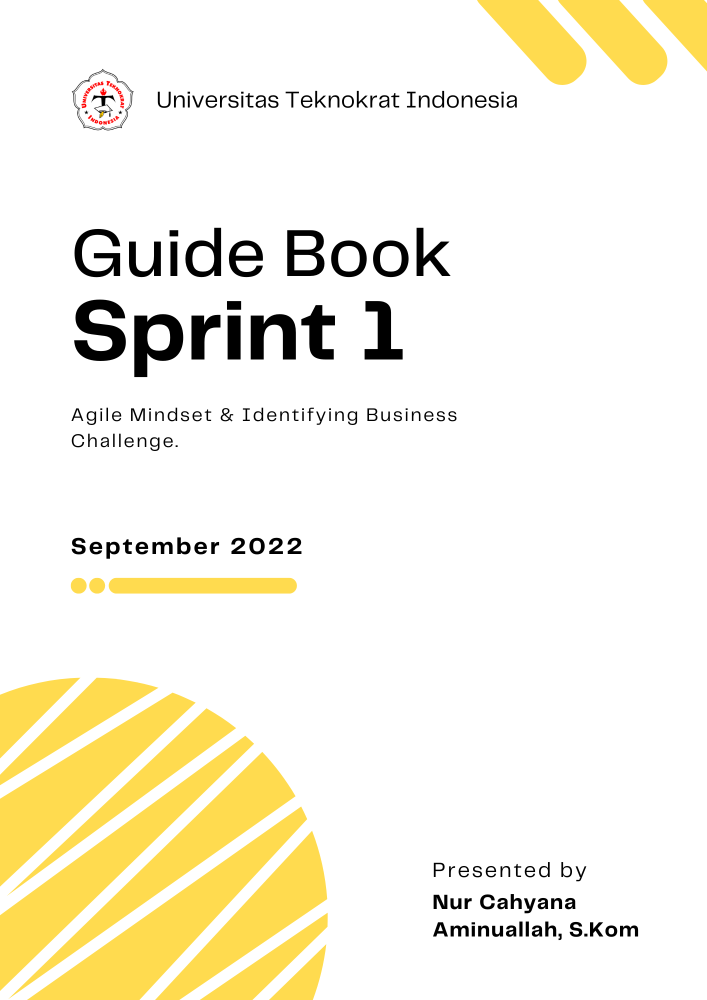 UNIVERSITAS TEKNOKRAT
INDONESIA
Universitas Teknokrat Indonesia
Guide Book
Sprint 1
Agile Mindset & Identifying Business
Challenge.
September 2022
Presented by
Nur Cahyana
Aminuallah, S.Kom